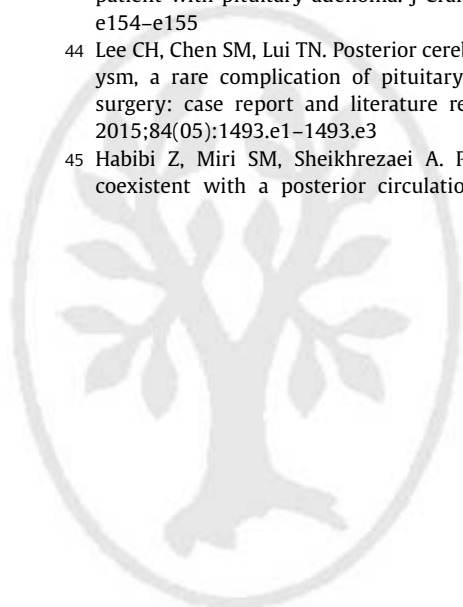 patient with pituitary adenoma. J Cran
e154–e155
44 Lee CH, Chen SM, Lui TN. Posterior cereb
ysm, a rare complication of pituitary
surgery: case report and literature re
2015;84(05):1493.e1–1493.e3
45 Habibi Z, Miri SM, Sheikhrezaei A. P
coexistent with a posterior circulatio